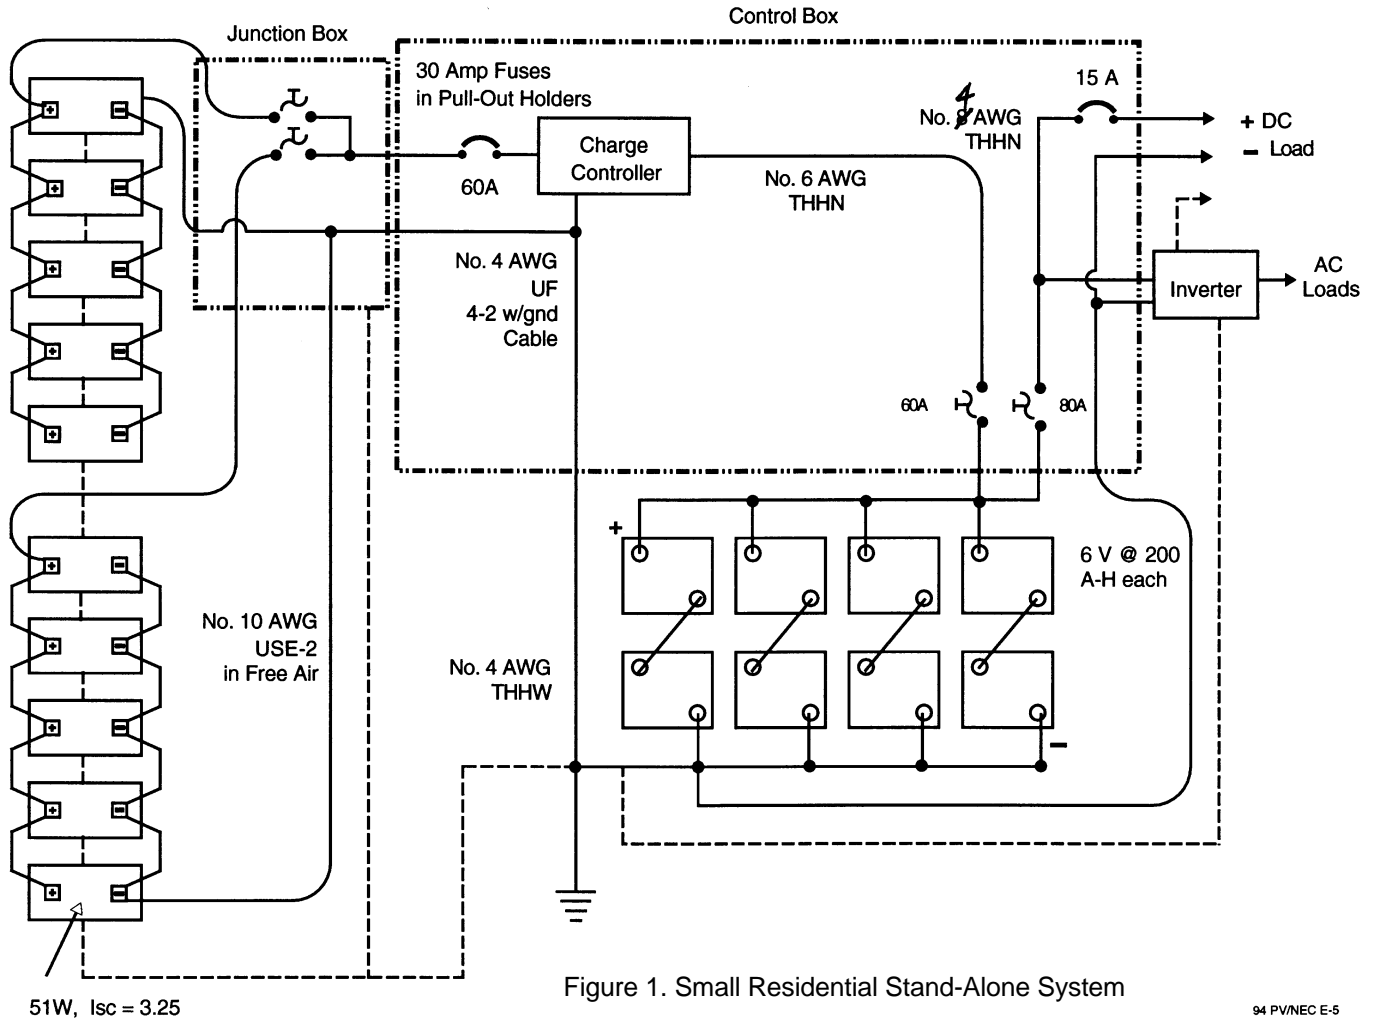 Control Box
Junction Box
30 Amp Fuses
in Pull-Out Holders
15 A
4
No. 8 AWG
THHN
+ DC
- Load
Charge
Controller
60A
No. 6 AWG
THHN
No. 4 AWG
UF
4-2 w/gnd
Cable
AC
Loads
Inverter
60A
80A
+
6 V @ 200
A-H each
No. 10 AWG
USE-2
in Free Air
No. 4 AWG
THHW
-
51W, Isc = 3.25
Figure 1. Small Residential Stand-Alone System
94 PV/NEC E-5